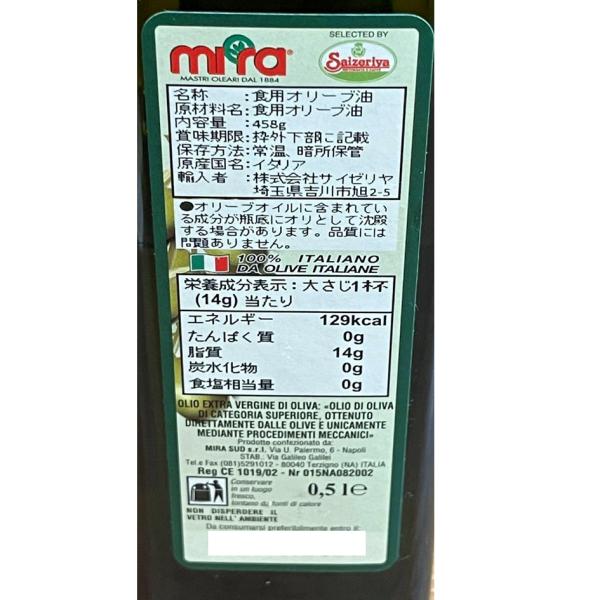 SELECTED BY
mira®
MASTRI OLEARI DAL 1884
Saizeriya
名称 :食用オリーブ油
原材料名:食用オリーブ油
内容量 :458g
賞味期限:枠外下部に記載
保存方法:常温、暗所保管
原産国名:イタリア
輸入者 :株式会社サイゼリヤ
埼玉県吉川市旭2-5
●オリーブオイルに含まれてい
る成分が瓶底にオリとして沈殿
する場合があります。品質には
問題ありません。
100% ITALIANO
DA OLIVE ITALIANE
栄養成分表示:大さじ1杯
(14g) 当たり
エネルギー 129kcal
たんぱく質 0g
脂質 14g
炭水化物 0g
食塩相当量 0g
OLIO EXTRA VERGINE DI OLIVA: «OLIO DI OLIVA
DI CATEGORIA SUPERIORE, OTTENUTO
DIRETTAMENTE DALLE OLIVE E UNICAMENTE
MEDIANTE PROCEDIMENTI MECCANICI»
Prodotto confezionato da:
MIRA SUD s.r.l. Via U. Palermo, 6 - Napoli
STAB.: Via Galileo Galilei
Tel.e Fax (081)5291012 - 80040 Terzigno (NA) ITALIA
Reg CE 1019/02 - Nr 015NA082002
Conservare
in un luogo
fresco,
lontano da fonti di calore
0,5 l℮
NON DISPERDERE IL
VETRO NELL' AMBIENTE
Da consumarsi preferibilmente entro il: